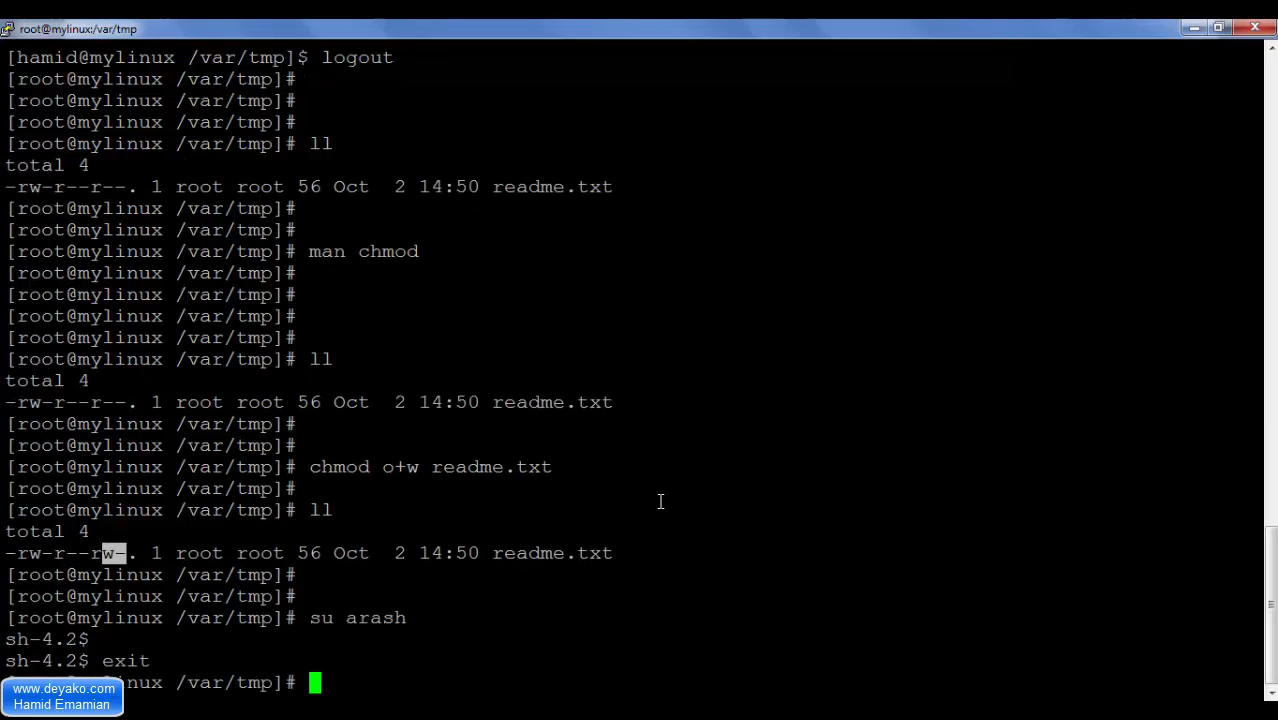 root@mylinux:/var/tmp
[hamid@mylinux /var/tmp]$ logout
[root@mylinux /var/tmp]#
[root@mylinux /var/tmp]#
[root@mylinux /var/tmp]#
[root@mylinux /var/tmp]# ll
total 4
-rw-r--r--. 1 root root 56 Oct  2 14:50 readme.txt
[root@mylinux /var/tmp]#
[root@mylinux /var/tmp]#
[root@mylinux /var/tmp]# man chmod
[root@mylinux /var/tmp]#
[root@mylinux /var/tmp]#
[root@mylinux /var/tmp]#
[root@mylinux /var/tmp]#
[root@mylinux /var/tmp]# ll
total 4
-rw-r--r--. 1 root root 56 Oct  2 14:50 readme.txt
[root@mylinux /var/tmp]#
[root@mylinux /var/tmp]#
[root@mylinux /var/tmp]# chmod o+w readme.txt
[root@mylinux /var/tmp]#
[root@mylinux /var/tmp]# ll
total 4
-rw-r--rw-. 1 root root 56 Oct  2 14:50 readme.txt
[root@mylinux /var/tmp]#
[root@mylinux /var/tmp]#
[root@mylinux /var/tmp]# su arash
sh-4.2$
sh-4.2$ exit
linux /var/tmp]#
www.deyako.com
Hamid Emamian